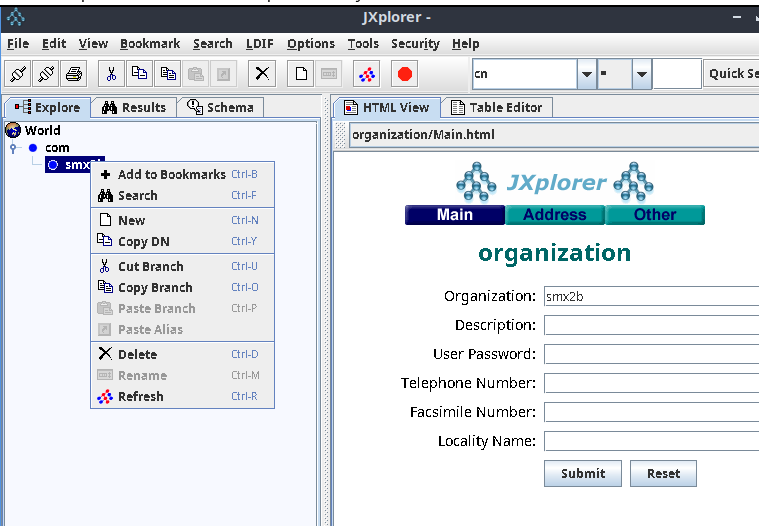 JXplorer -
File Edit View Bookmark Search LDIF Options Tools Security Help
cn = Quick Se
Explore Results Schema
HTML View Table Editor
World
com
organization/Main.html
JXplorer
Main Address Other
organization
Add to Bookmarks Ctrl-B
Search Ctrl-F
New Ctrl-N
Copy DN Ctrl-Y
Cut Branch Ctrl-U
Copy Branch Ctrl-O
Paste Branch Ctrl-P
Paste Alias
Delete Ctrl-D
Rename Ctrl-M
Refresh Ctrl-R
Organization: smx2b
Description:
User Password:
Telephone Number:
Facsimile Number:
Locality Name:
Submit Reset